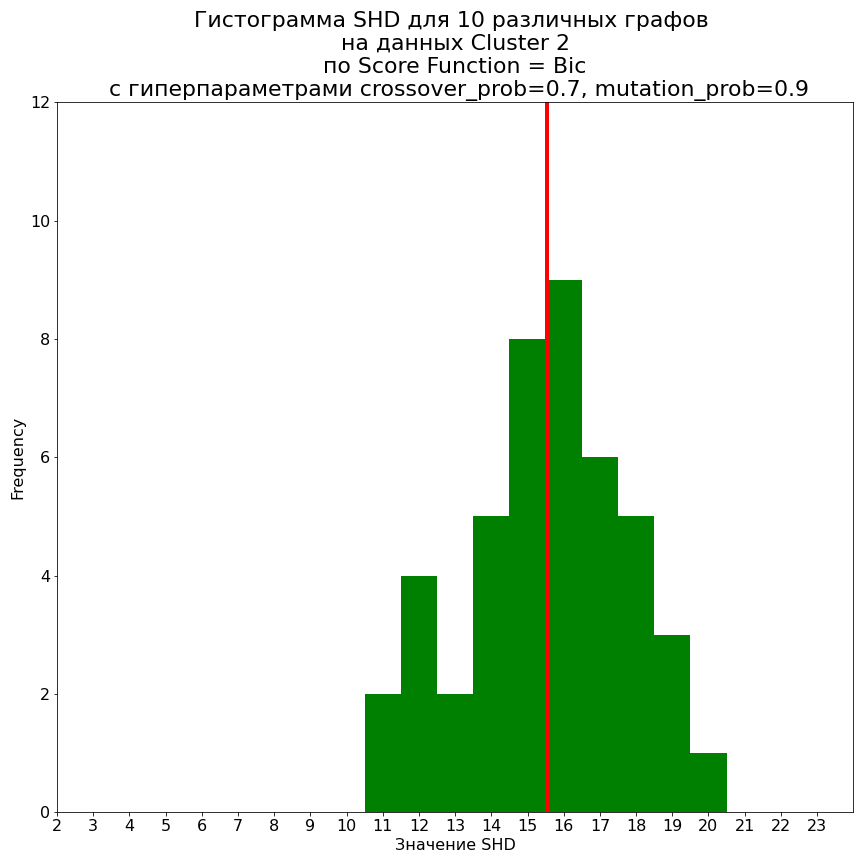 Гистограмма SHD для 10 различных графов
на данных Cluster 2
по Score Function = Bic
с гиперпараметрами crossover_prob=0.7, mutation_prob=0.9
12
10
8
6
4
2
0
Frequency
2 3 4 5 6 7 8 9 10 11 12 13 14 15 16 17 18 19 20 21 22 23
Значение SHD